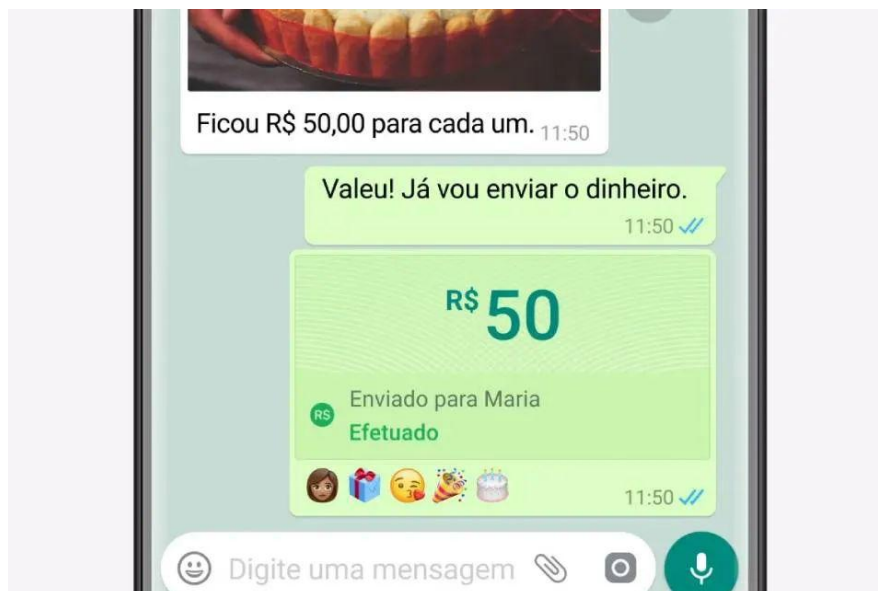 Ficou R$ 50,00 para cada um. 11:50
Valeu! Já vou enviar o dinheiro.
11:50
R$ 50
Enviado para Maria
R$
Efetuado
11:50
Digite uma mensagem